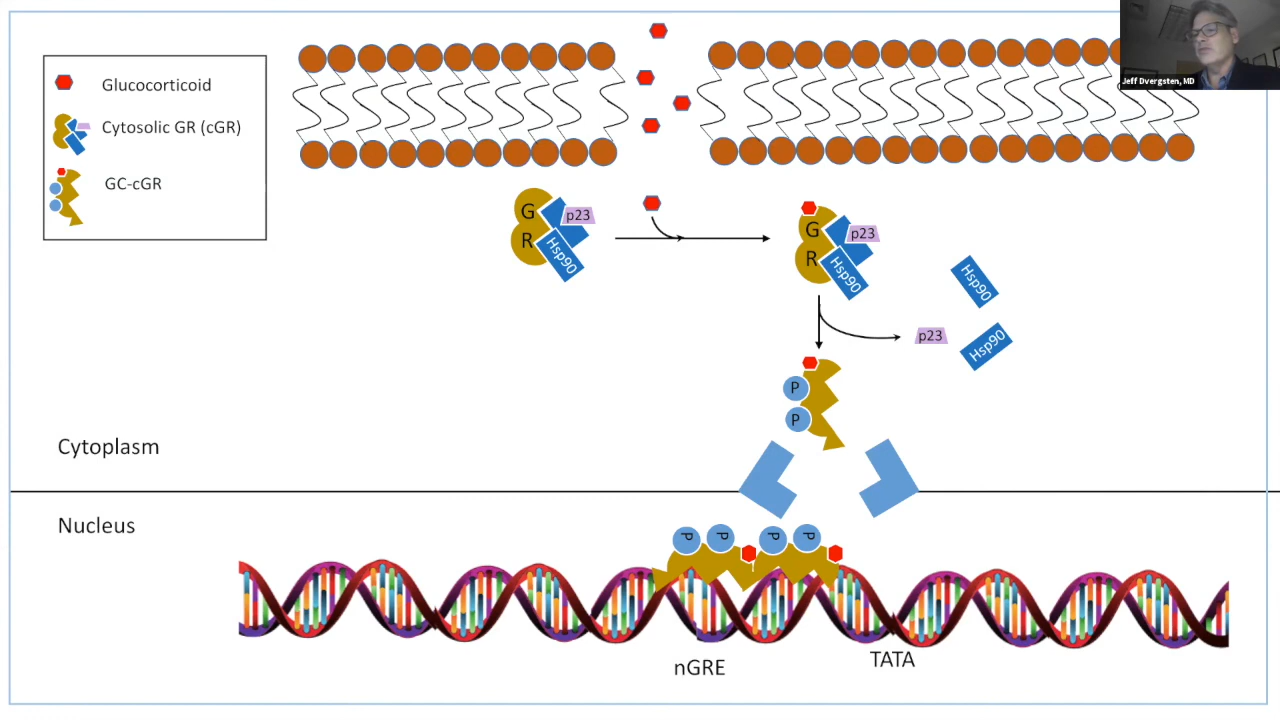 Jeff Dvergsten, MD
Glucocorticoid
Cytosolic GR (cGR)
GC-cGR
G
R
p23
Hsp90
G
R
p23
Hsp90
Hsp90
p23
Hsp90
P
P
Cytoplasm
Nucleus
P
P
P
P
nGRE
TATA